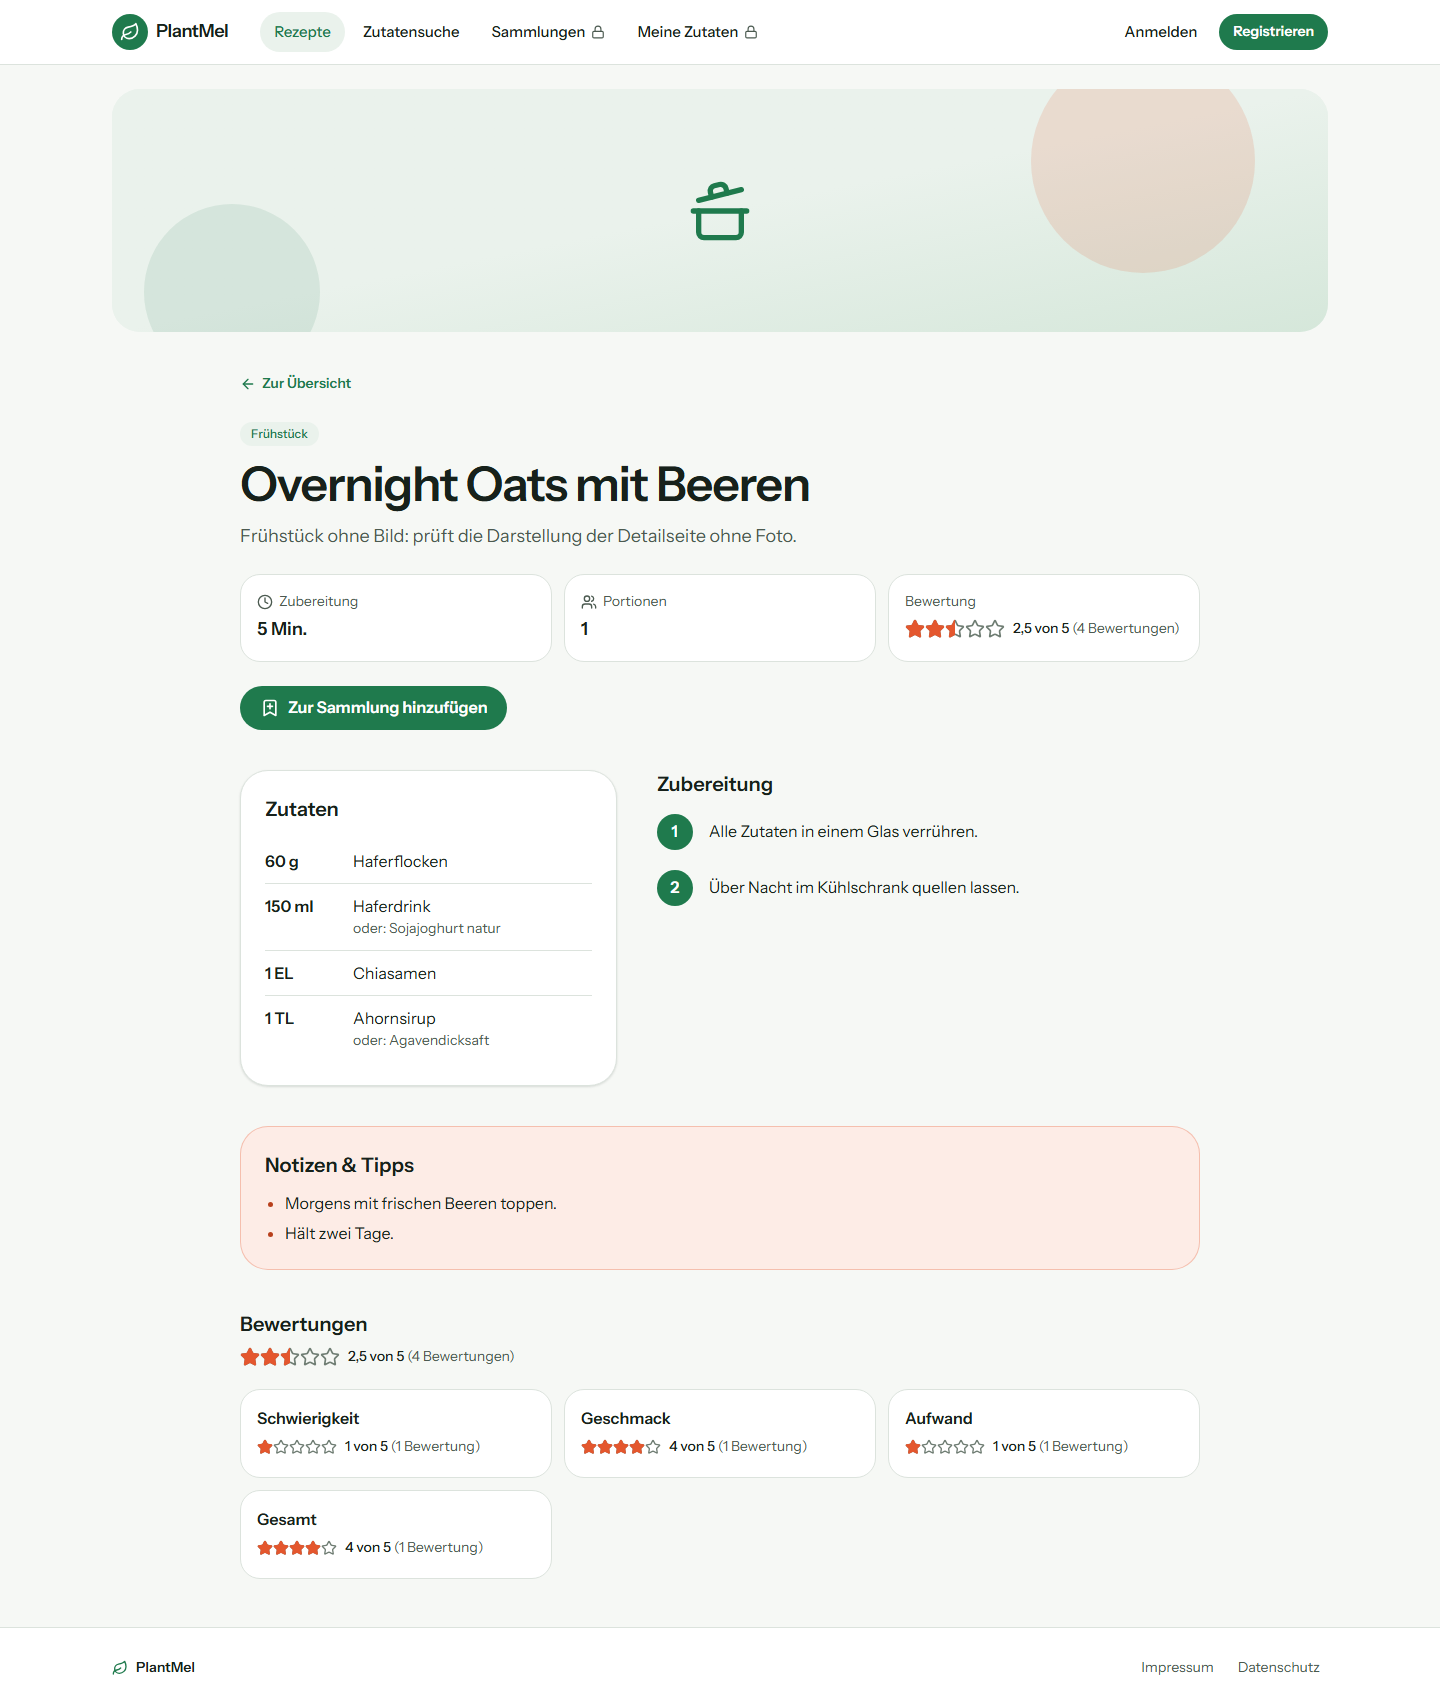 PlantMel
Rezepte
Zutatensuche
Sammlungen
Meine Zutaten
Anmelden
Registrieren
Zur Übersicht
Frühstück
Overnight Oats mit Beeren
Frühstück ohne Bild: prüft die Darstellung der Detailseite ohne Foto.
Zubereitung
5 Min.
Portionen
1
Bewertung
2,5 von 5 (4 Bewertungen)
Zur Sammlung hinzufügen
Zutaten
60 g Haferflocken
150 ml Haferdrink
oder: Sojajoghurt natur
1 EL Chiasamen
1 TL Ahornsirup
oder: Agavendicksaft
Zubereitung
1 Alle Zutaten in einem Glas verrühren.
2 Über Nacht im Kühlschrank quellen lassen.
Notizen & Tipps
• Morgens mit frischen Beeren toppen.
• Hält zwei Tage.
Bewertungen
2,5 von 5 (4 Bewertungen)
Schwierigkeit
1 von 5 (1 Bewertung)
Geschmack
4 von 5 (1 Bewertung)
Aufwand
1 von 5 (1 Bewertung)
Gesamt
4 von 5 (1 Bewertung)
PlantMel
Impressum
Datenschutz